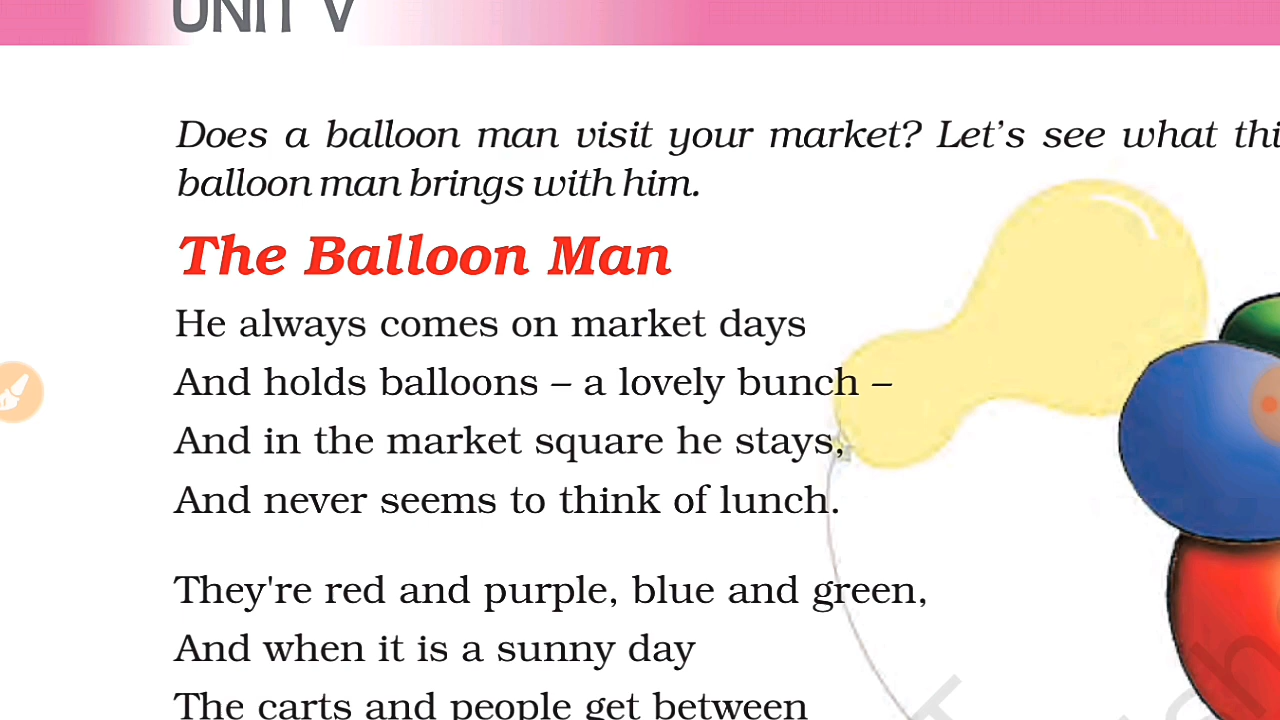 UNIT V
Does a balloon man visit your market? Let's see what thi
balloon man brings with him.
The Balloon Man
He always comes on market days
And holds balloons – a lovely bunch –
And in the market square he stays,
And never seems to think of lunch.
They're red and purple, blue and green,
And when it is a sunny day
The carts and people get between